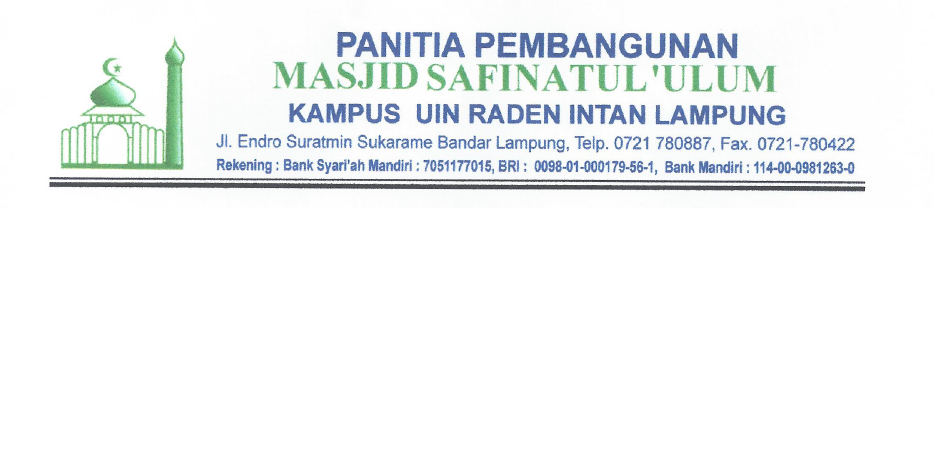 PANITIA PEMBANGUNAN
MASJID SAFINATUL 'ULUM
KAMPUS UIN RADEN INTAN LAMPUNG
Jl. Endro Suratmin Sukarame Bandar Lampung, Telp. 0721 780887, Fax. 0721-780422
Rekening : Bank Syari'ah Mandiri : 7051177015, BRI : 0098-01-000179-56-1, Bank Mandiri : 114-00-0981263-0